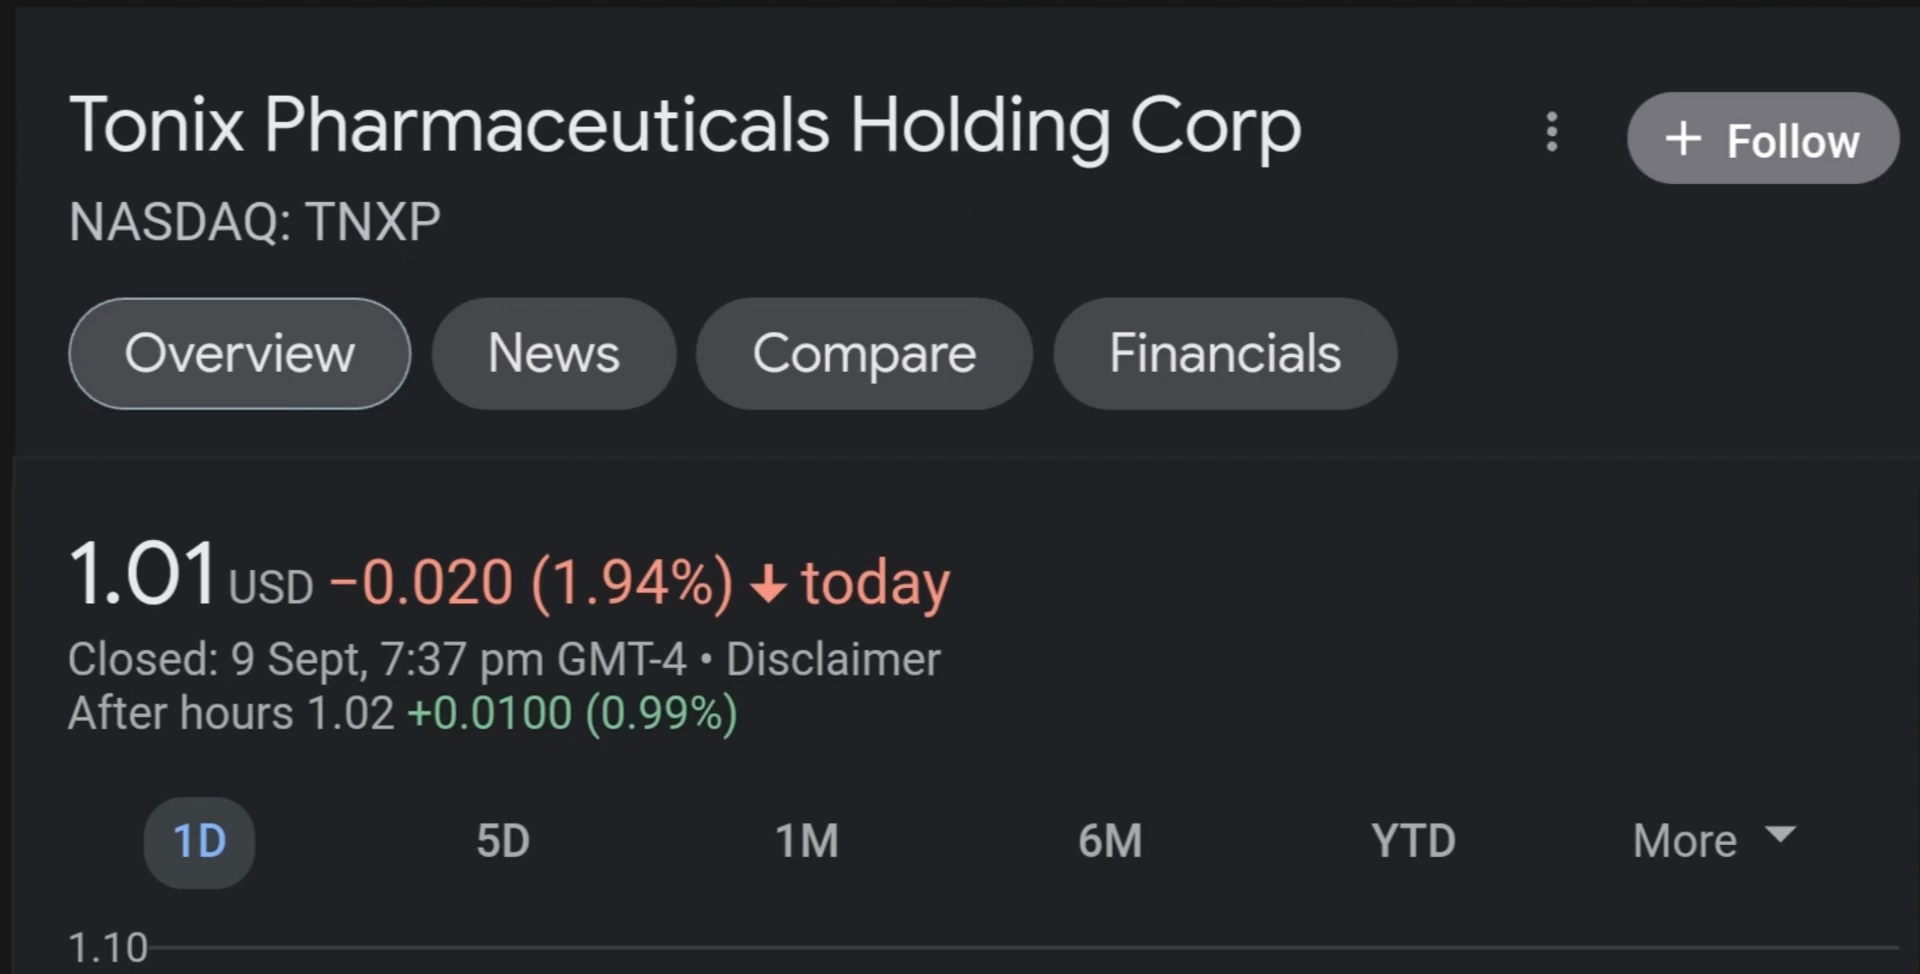 Tonix Pharmaceuticals Holding Corp
+ Follow
NASDAQ: TNXP
Overview News Compare Financials
1.01 USD −0.020 (1.94%) ↓ today
Closed: 9 Sept, 7:37 pm GMT-4 • Disclaimer
After hours 1.02 +0.0100 (0.99%)
1D 5D 1M 6M YTD More
1.10